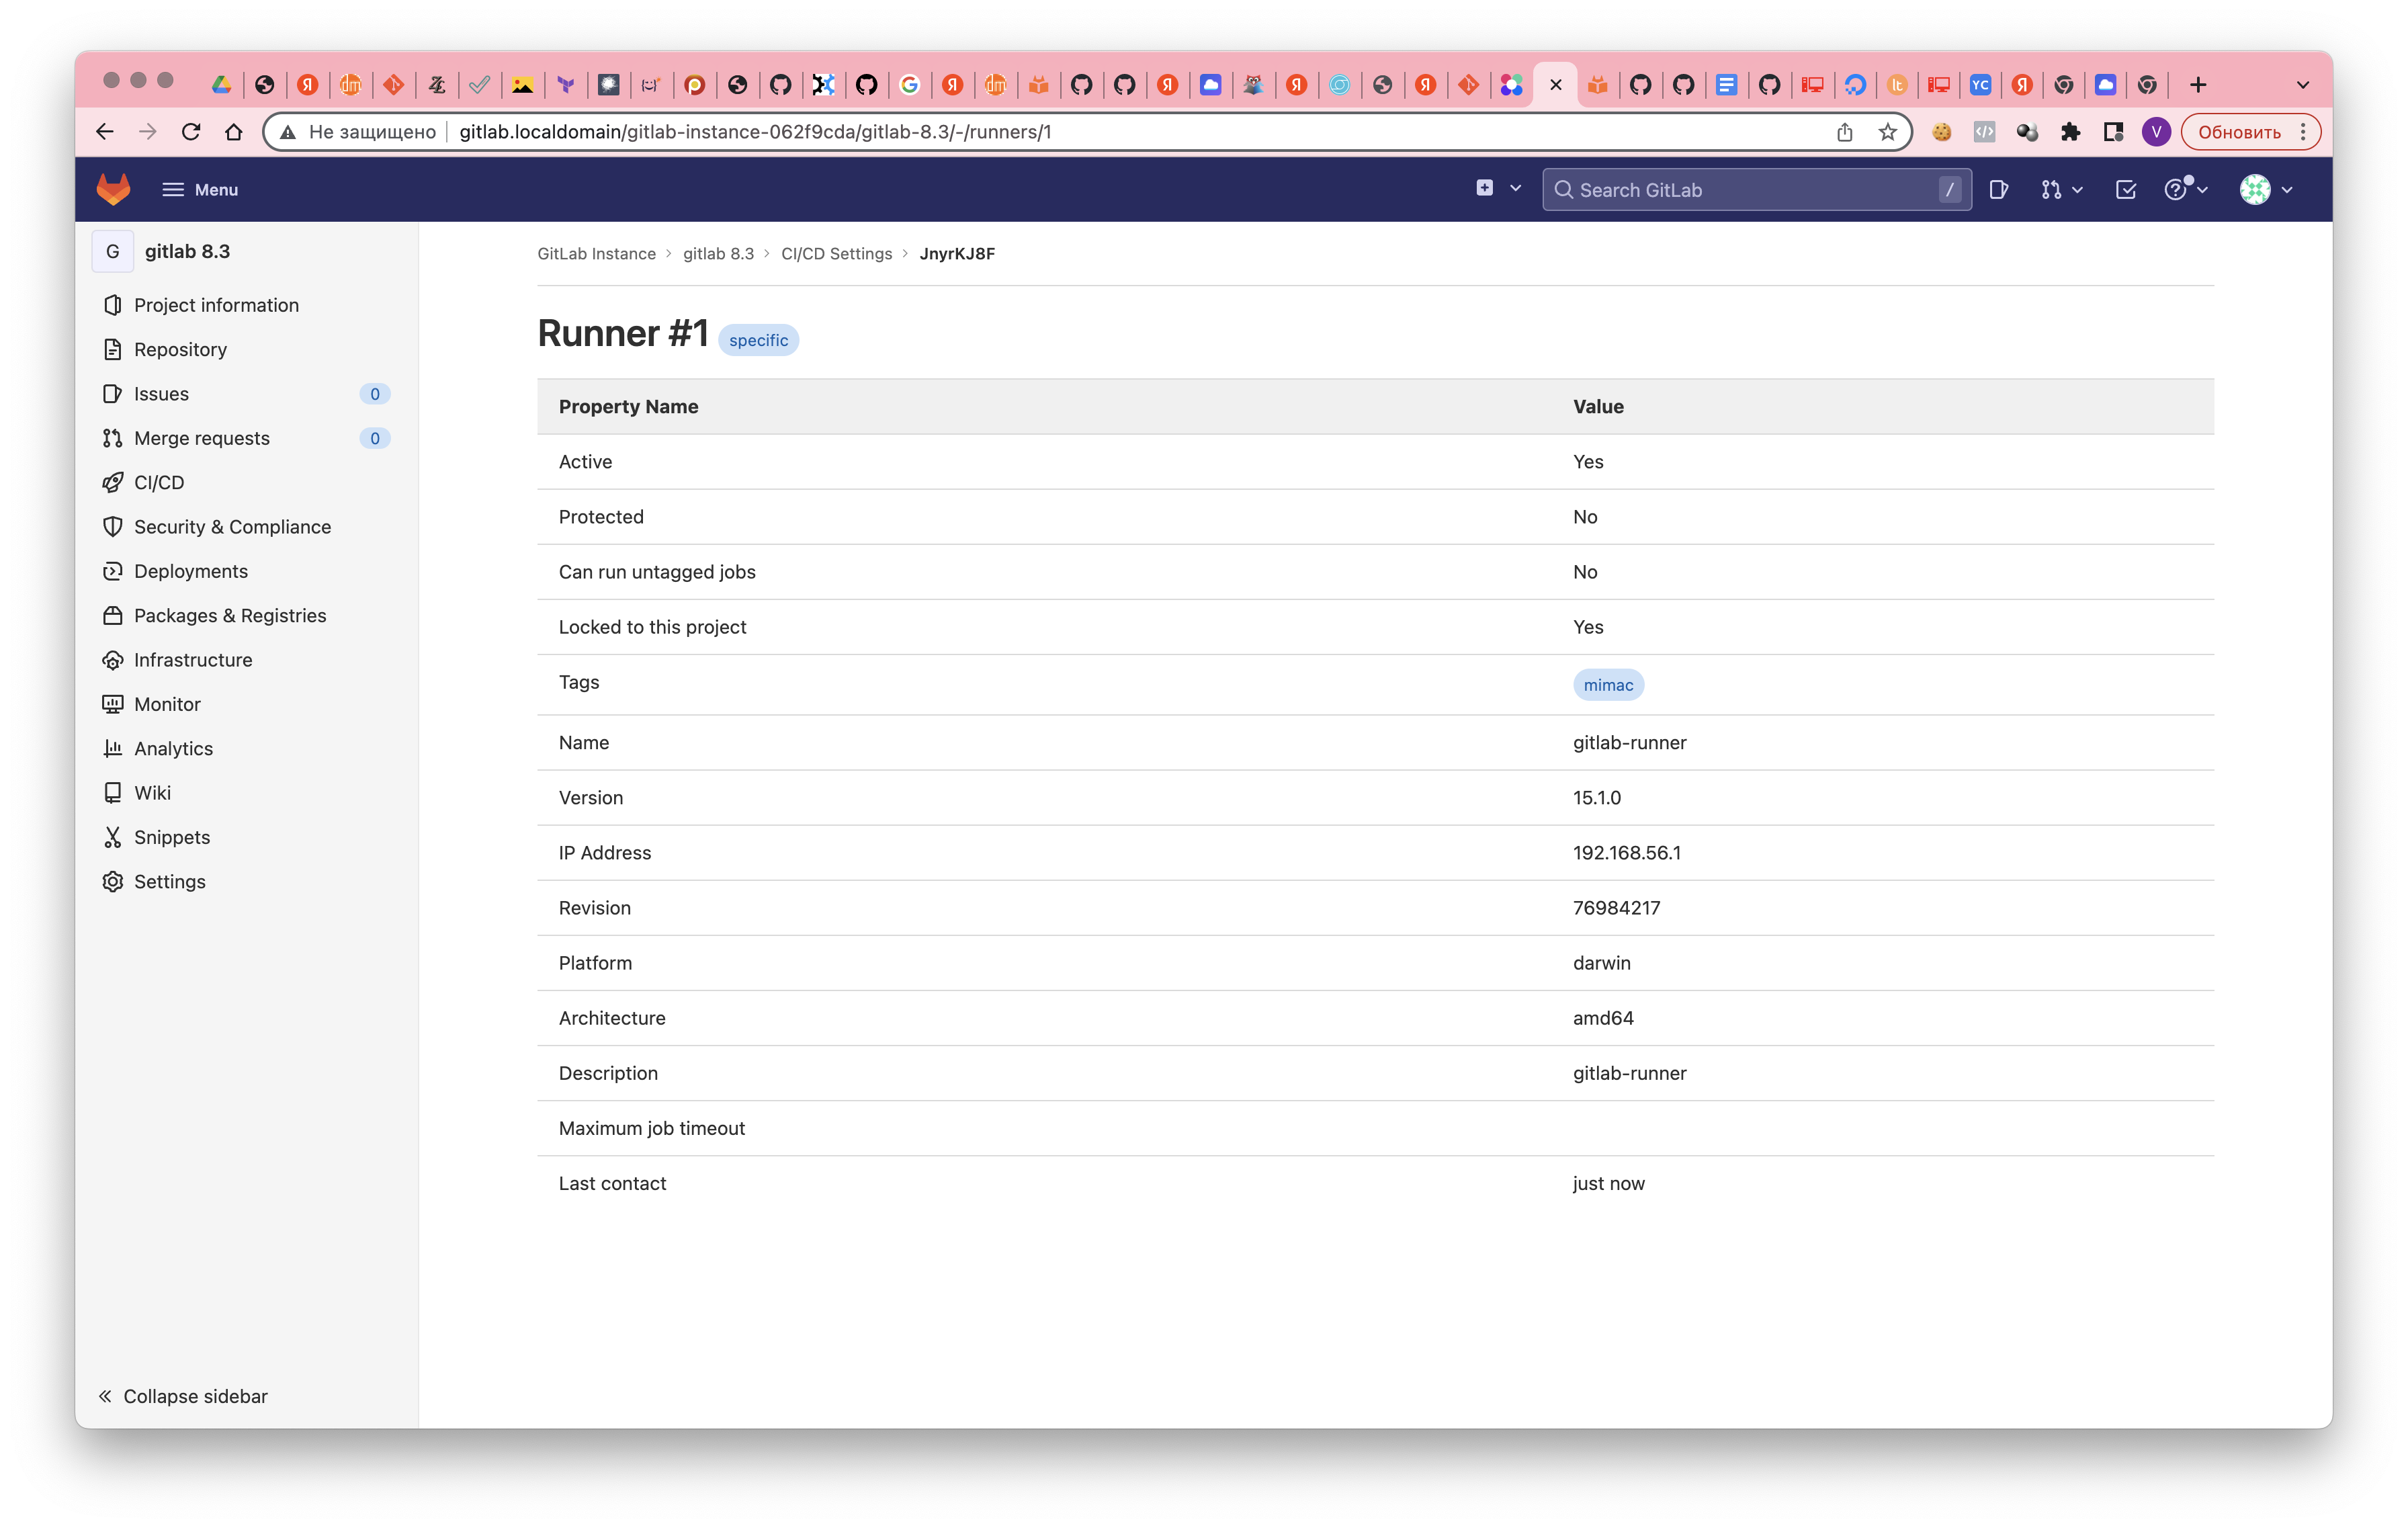 Не защищено gitlab.localdomain/gitlab-instance-062f9cda/gitlab-8.3/-/runners/1
V
Обновить
Menu
Search GitLab /
G gitlab 8.3
Project information
Repository
Issues 0
Merge requests 0
CI/CD
Security & Compliance
Deployments
Packages & Registries
Infrastructure
Monitor
Analytics
Wiki
Snippets
Settings
Collapse sidebar
GitLab Instance > gitlab 8.3 > CI/CD Settings > JnyrKJ8F
Runner #1 specific
Property Name Value
Active Yes
Protected No
Can run untagged jobs No
Locked to this project Yes
Tags mimac
Name gitlab-runner
Version 15.1.0
IP Address 192.168.56.1
Revision 76984217
Platform darwin
Architecture amd64
Description gitlab-runner
Maximum job timeout
Last contact just now